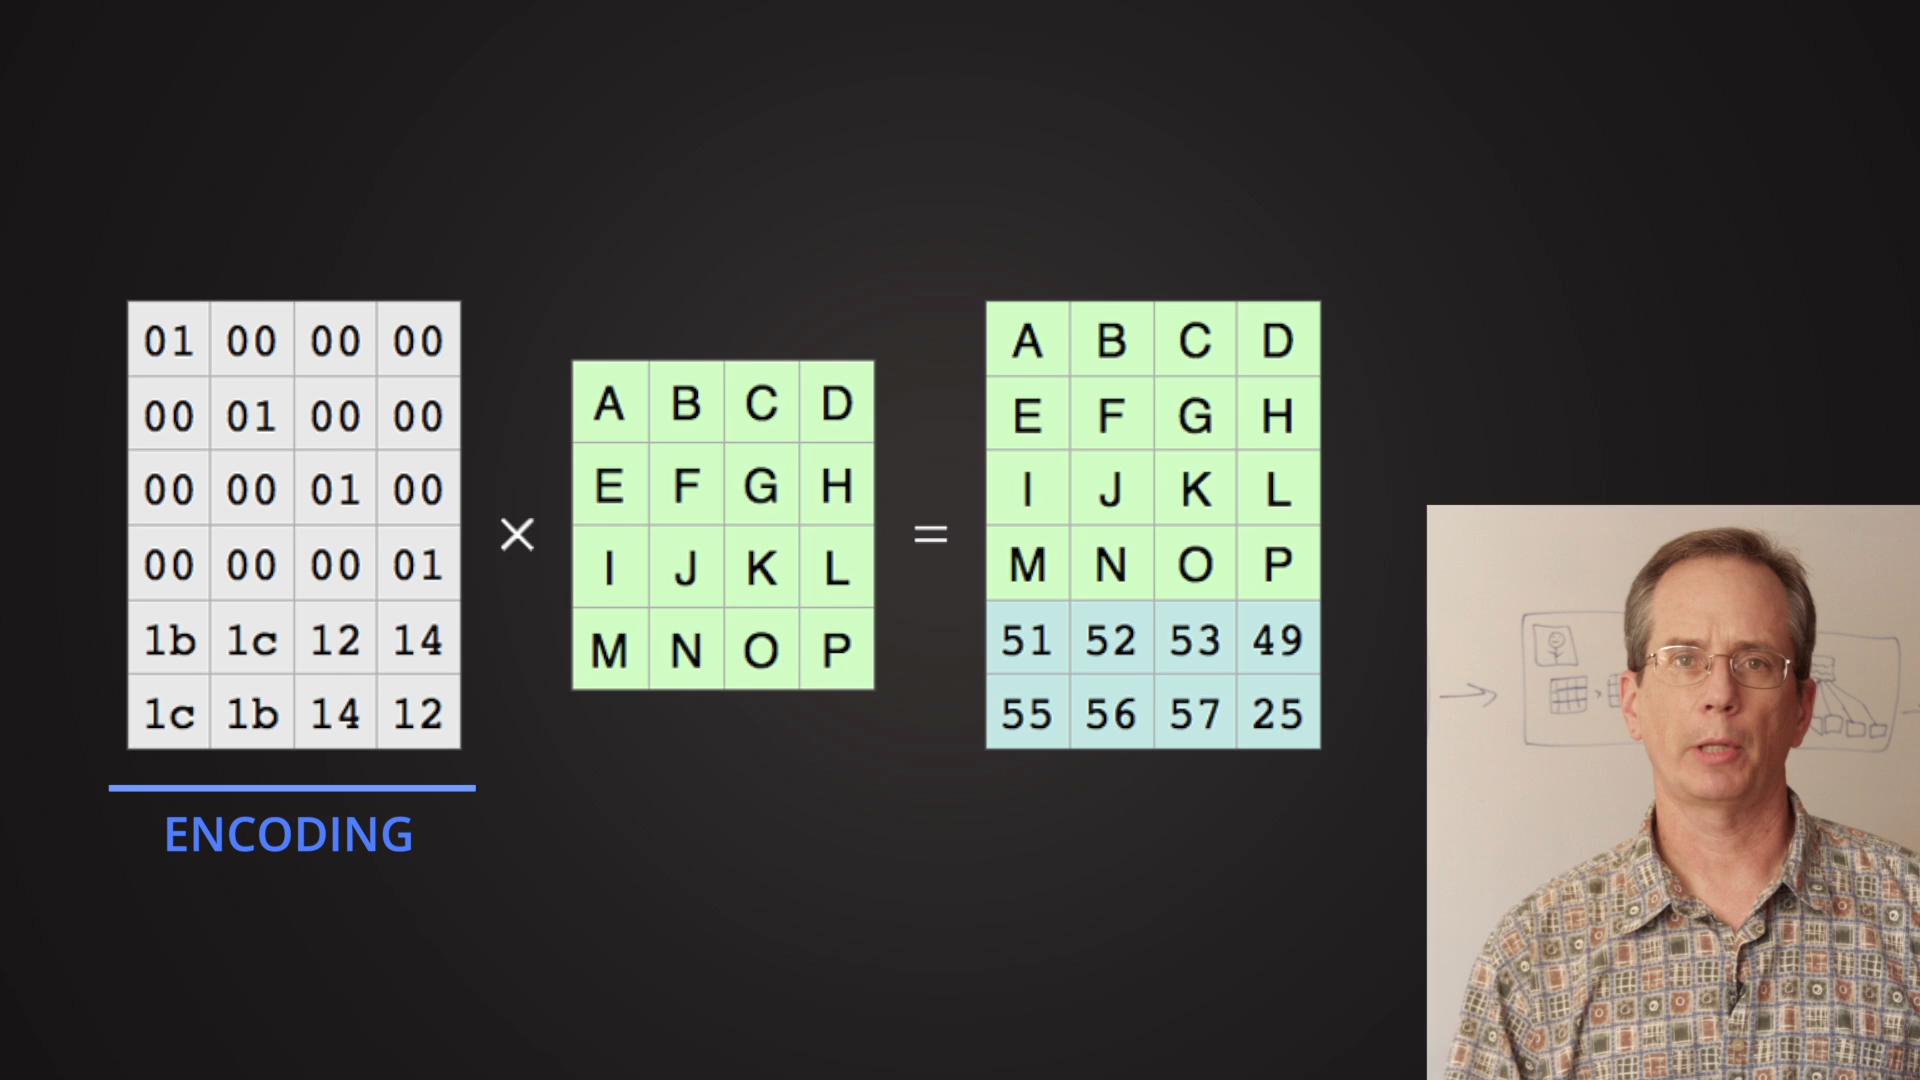 01 00 00 00
00 01 00 00
00 00 01 00
00 00 00 01
1b 1c 12 14
1c 1b 14 12
ENCODING
×
A B C D
E F G H
I J K L
M N O P
=
A B C D
E F G H
I J K L
M N O P
51 52 53 49
55 56 57 25